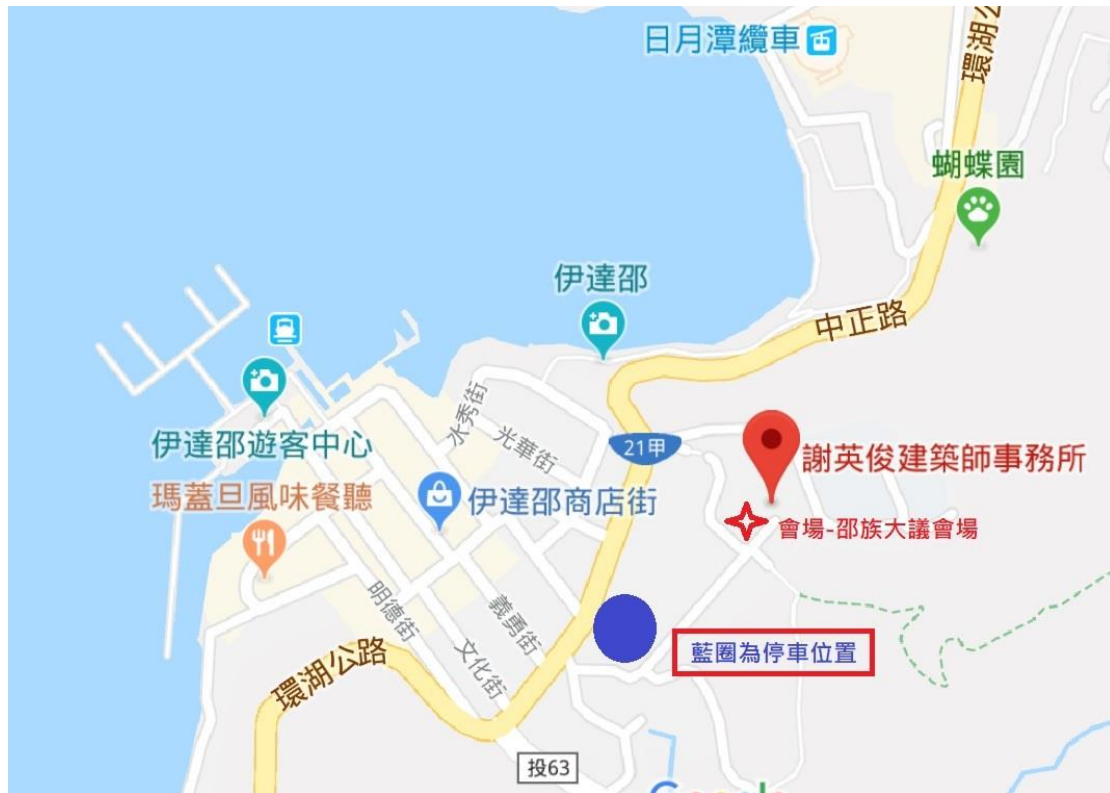 日月潭纜車
環湖公
蝴蝶園
伊達邵
中正路
水秀街
光華街
21甲
伊達邵遊客中心
謝英俊建築師事務所
瑪蓋旦風味餐聽
伊達邵商店街
會場-邵族大議會場
明德街
義勇街
文化街
藍圈為停車位置
環湖公路
投63